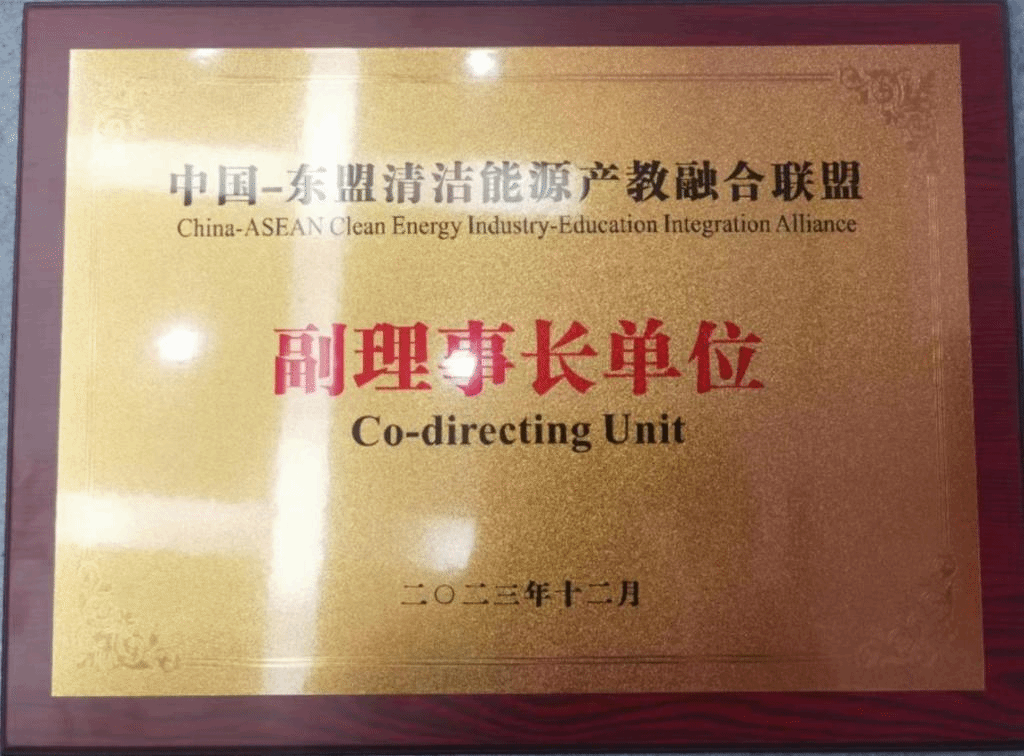 中国-东盟清洁能源产教融合联盟
China-ASEAN Clean Energy Industry-Education Integration Alliance
副理事长单位
Co-directing Unit
二〇二三年十二月